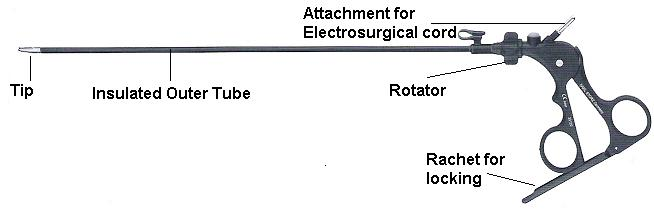 Attachment for
Electrosurgical cord
Tip
Insulated Outer Tube
Rotator
Rachet for
locking